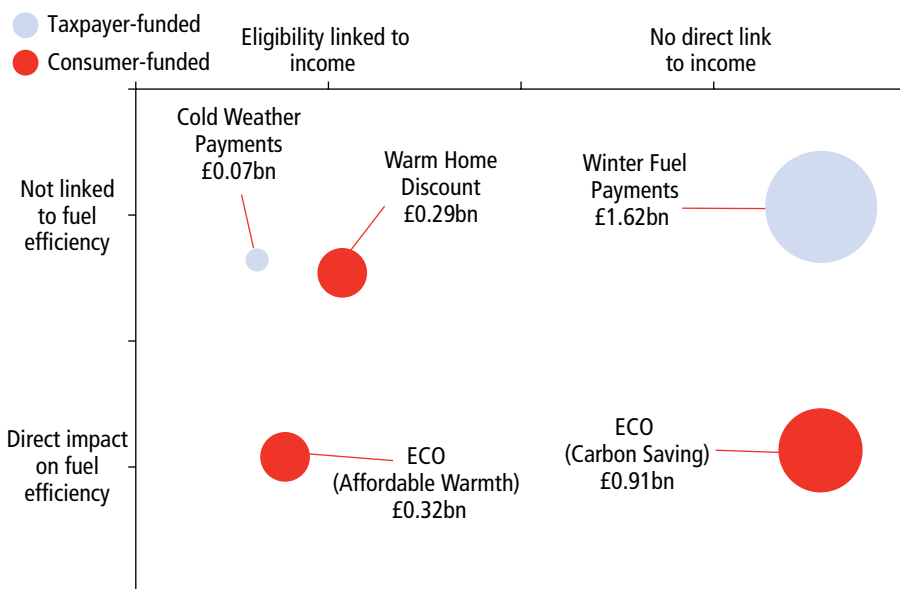 Taxpayer-funded
Consumer-funded
Eligibility linked to
income
No direct link
to income
Cold Weather
Payments
£0.07bn
Warm Home
Discount
£0.29bn
Winter Fuel
Payments
£1.62bn
Not linked
to fuel
efficiency
Direct impact
on fuel
efficiency
ECO
(Affordable Warmth)
£0.32bn
ECO
(Carbon Saving)
£0.91bn